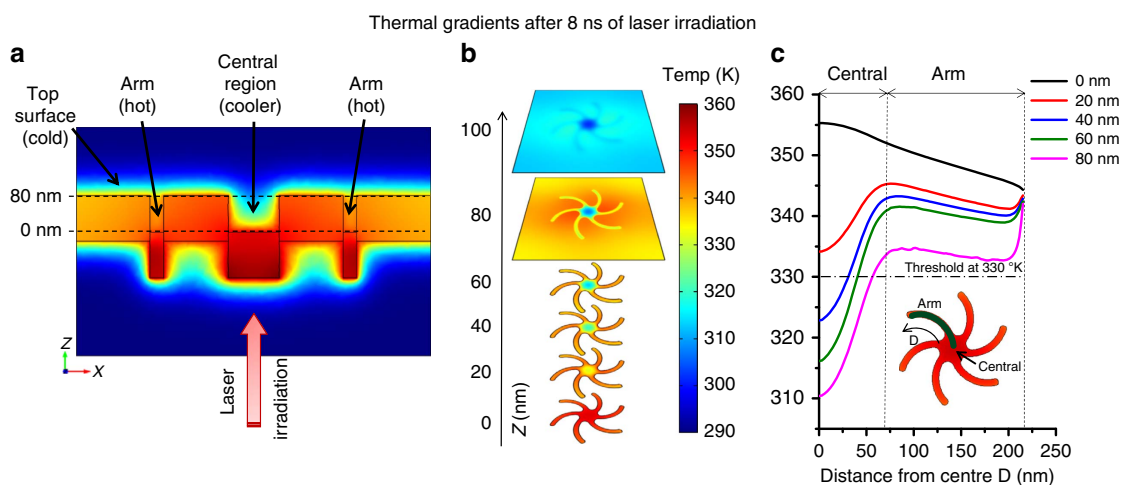 Thermal gradients after 8 ns of laser irradiation
a
Top
surface
(cold)
Arm
(hot)
Central
region
(cooler)
Arm
(hot)
80 nm
0 nm
Z
X
Laser
irradiation
b
Temp (K)
100
80
60
40
20
0
Z (nm)
360
350
340
330
320
310
300
290
c
Central
Arm
0 nm
20 nm
40 nm
60 nm
80 nm
360
350
340
330
320
310
Threshold at 330 °K
Arm
D
Central
0 50 100 150 200 250
Distance from centre D (nm)